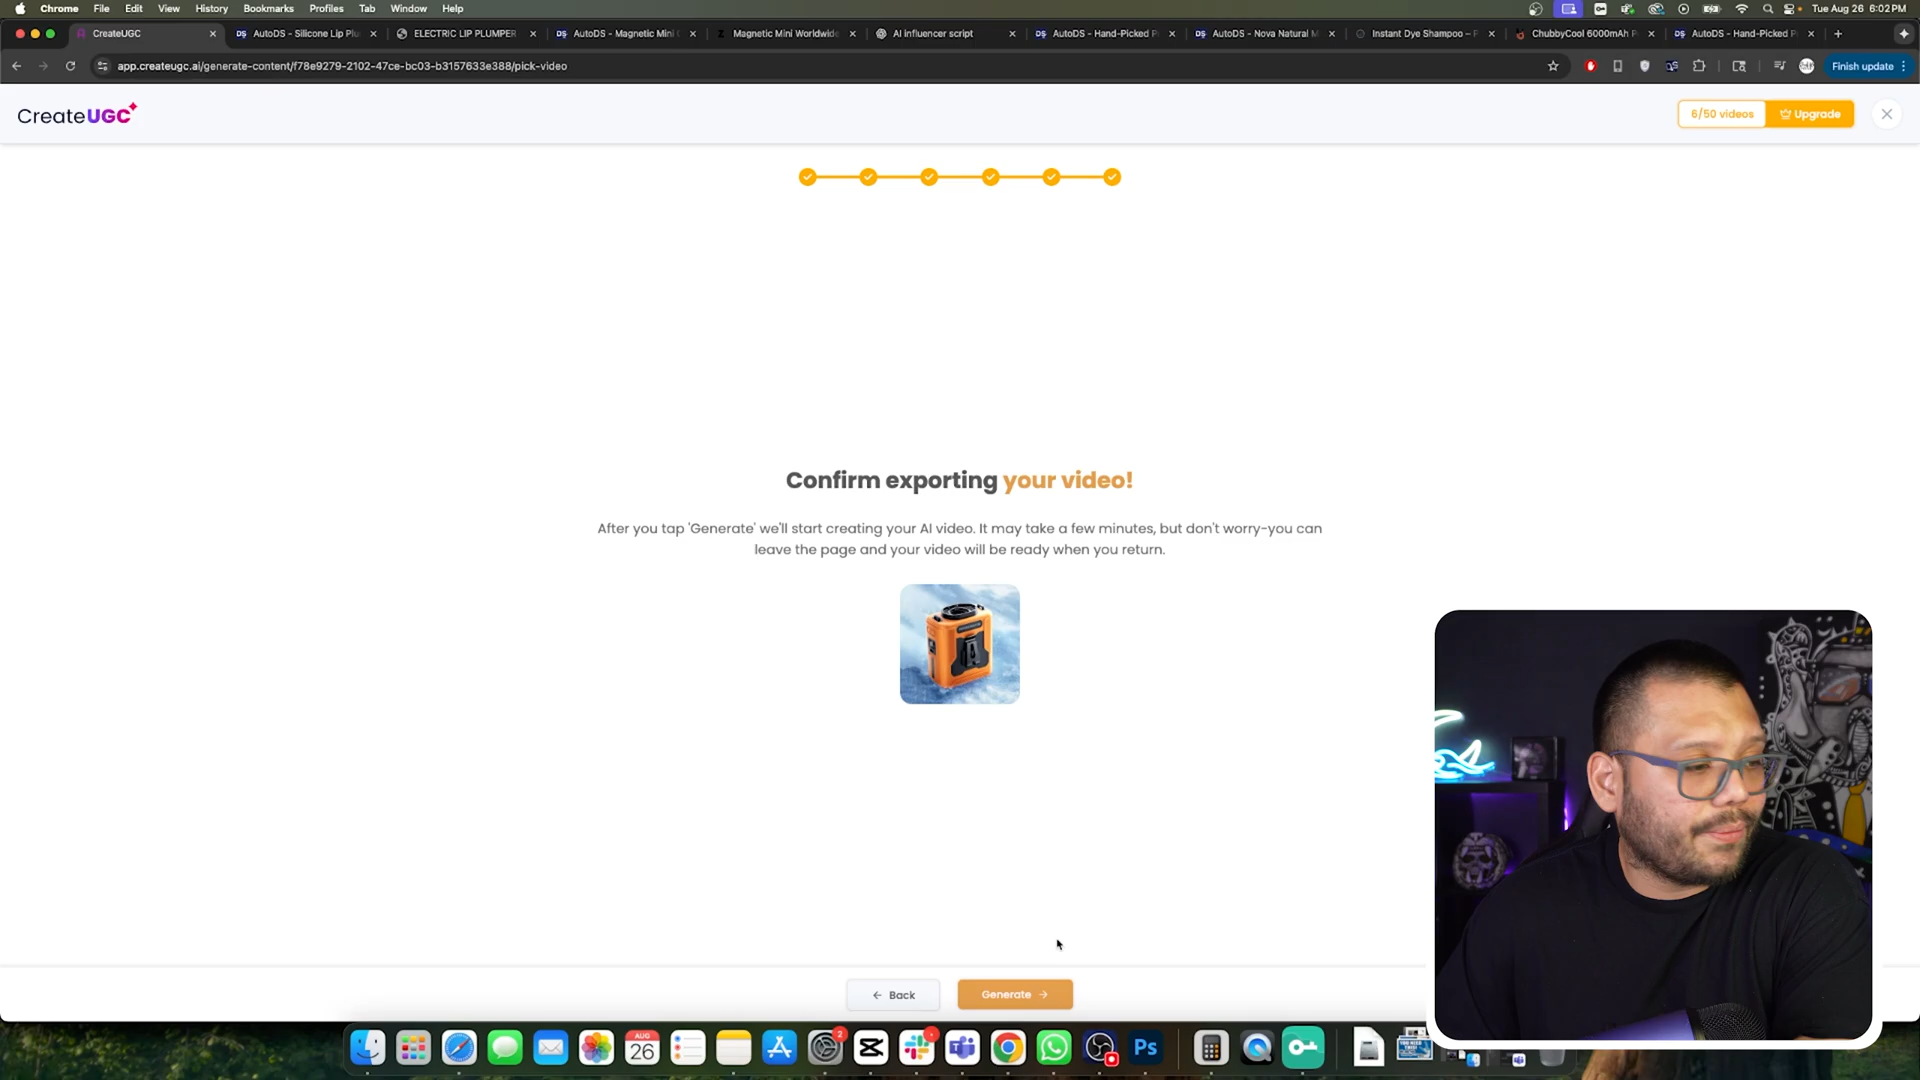 Chrome File Edit View History Bookmarks Profiles Tab Window Help
Tue Aug 26 6:02 PM
CreateUGC
AutoDS - Silicone Lip Plu
ELECTRIC LIP PLUMPER
AutoDS - Magnetic Mini
Magnetic Mini Worldwide
AI influencer script
AutoDS - Hand-Picked P
AutoDS - Nova Natural
Instant Dye Shampoo –
ChubbyCool 6000mAh
AutoDS - Hand-Picked P
app.createugc.ai/generate-content/f78e9279-2102-47ce-bc03-b3157633e388/pick-video
Finish update
CreateUGC
6/50 videos
Upgrade
Confirm exporting your video!
After you tap 'Generate' we'll start creating your AI video. It may take a few minutes, but don't worry-you can
leave the page and your video will be ready when you return.
Back
Generate
AUG
26
2
Ps